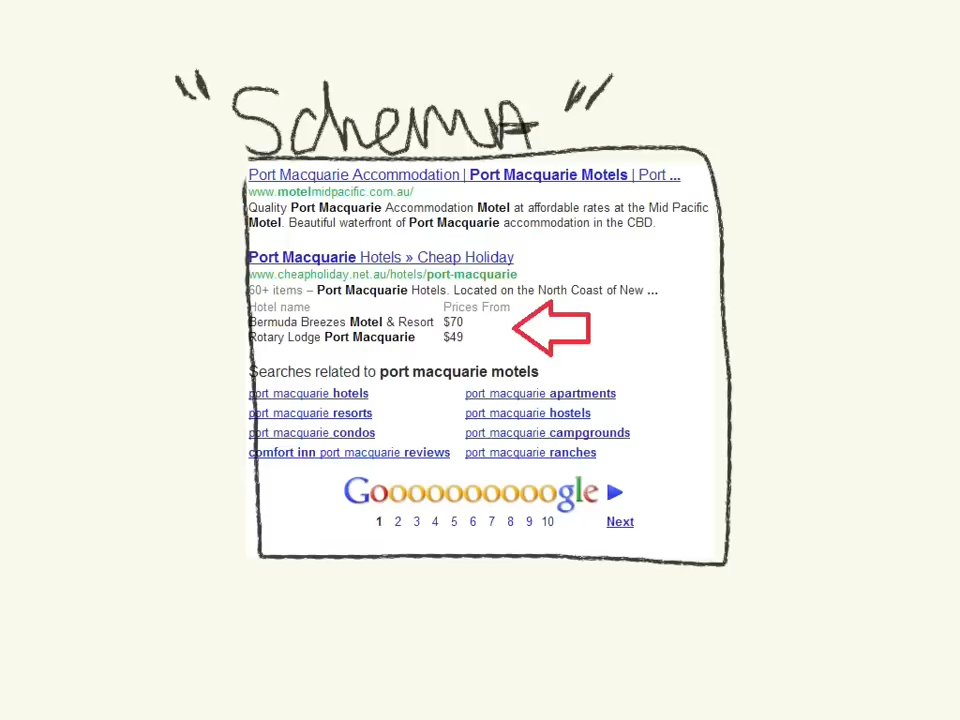 "Schema"
Port Macquarie Accommodation | Port Macquarie Motels | Port ...
www.motelmidpacific.com.au/
Quality Port Macquarie Accommodation Motel at affordable rates at the Mid Pacific
Motel. Beautiful waterfront of Port Macquarie accommodation in the CBD.
Port Macquarie Hotels » Cheap Holiday
www.cheapholiday.net.au/hotels/port-macquarie
60+ items – Port Macquarie Hotels. Located on the North Coast of New ...
Hotel name Prices From
Bermuda Breezes Motel & Resort $70
Rotary Lodge Port Macquarie $49
Searches related to port macquarie motels
port macquarie hotels port macquarie apartments
port macquarie resorts port macquarie hostels
port macquarie condos port macquarie campgrounds
comfort inn port macquarie reviews port macquarie ranches
Goooooooooogle
1 2 3 4 5 6 7 8 9 10 Next